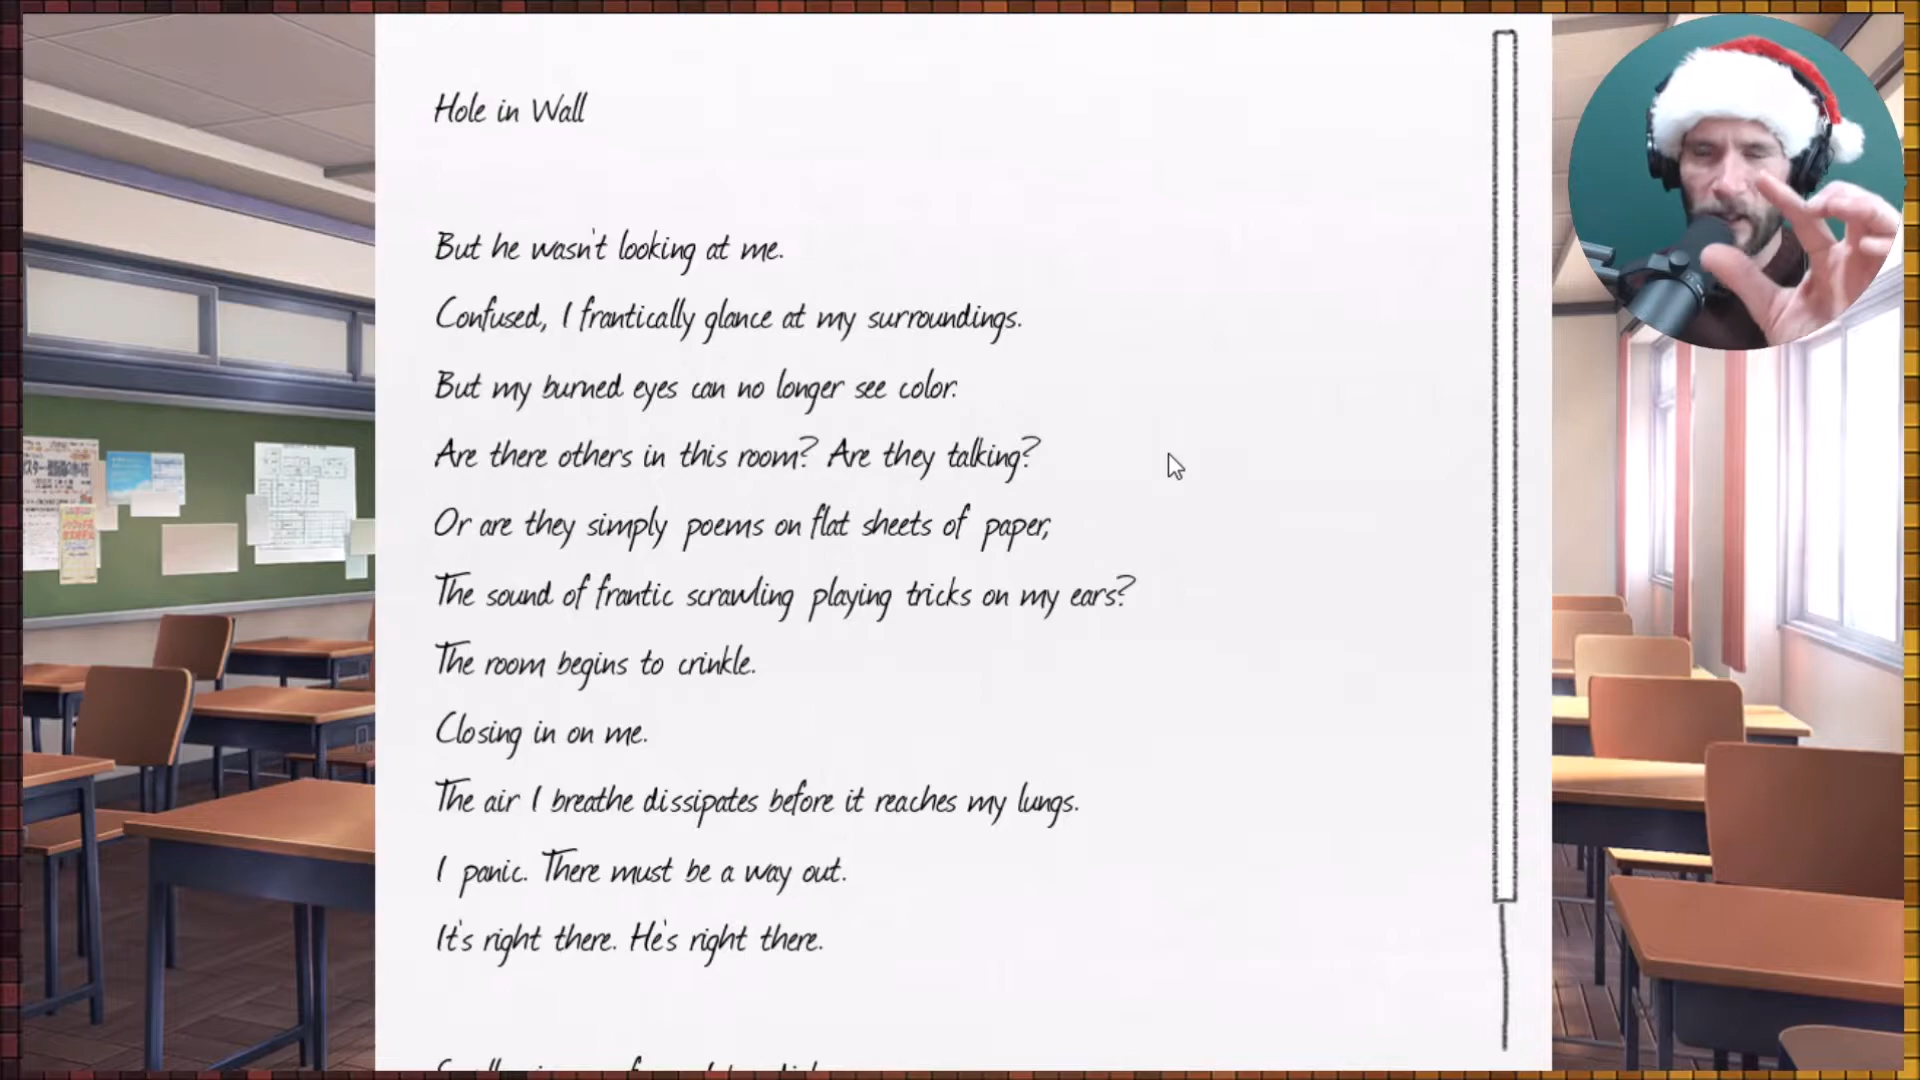 Hole in Wall
But he wasn't looking at me.
Confused, I frantically glance at my surroundings.
But my burned eyes can no longer see color.
Are there others in this room? Are they talking?
Or are they simply poems on flat sheets of paper,
The sound of frantic scrawling playing tricks on my ears?
The room begins to crinkle.
Closing in on me.
The air I breathe dissipates before it reaches my lungs.
I panic. There must be a way out.
It's right there. He's right there.